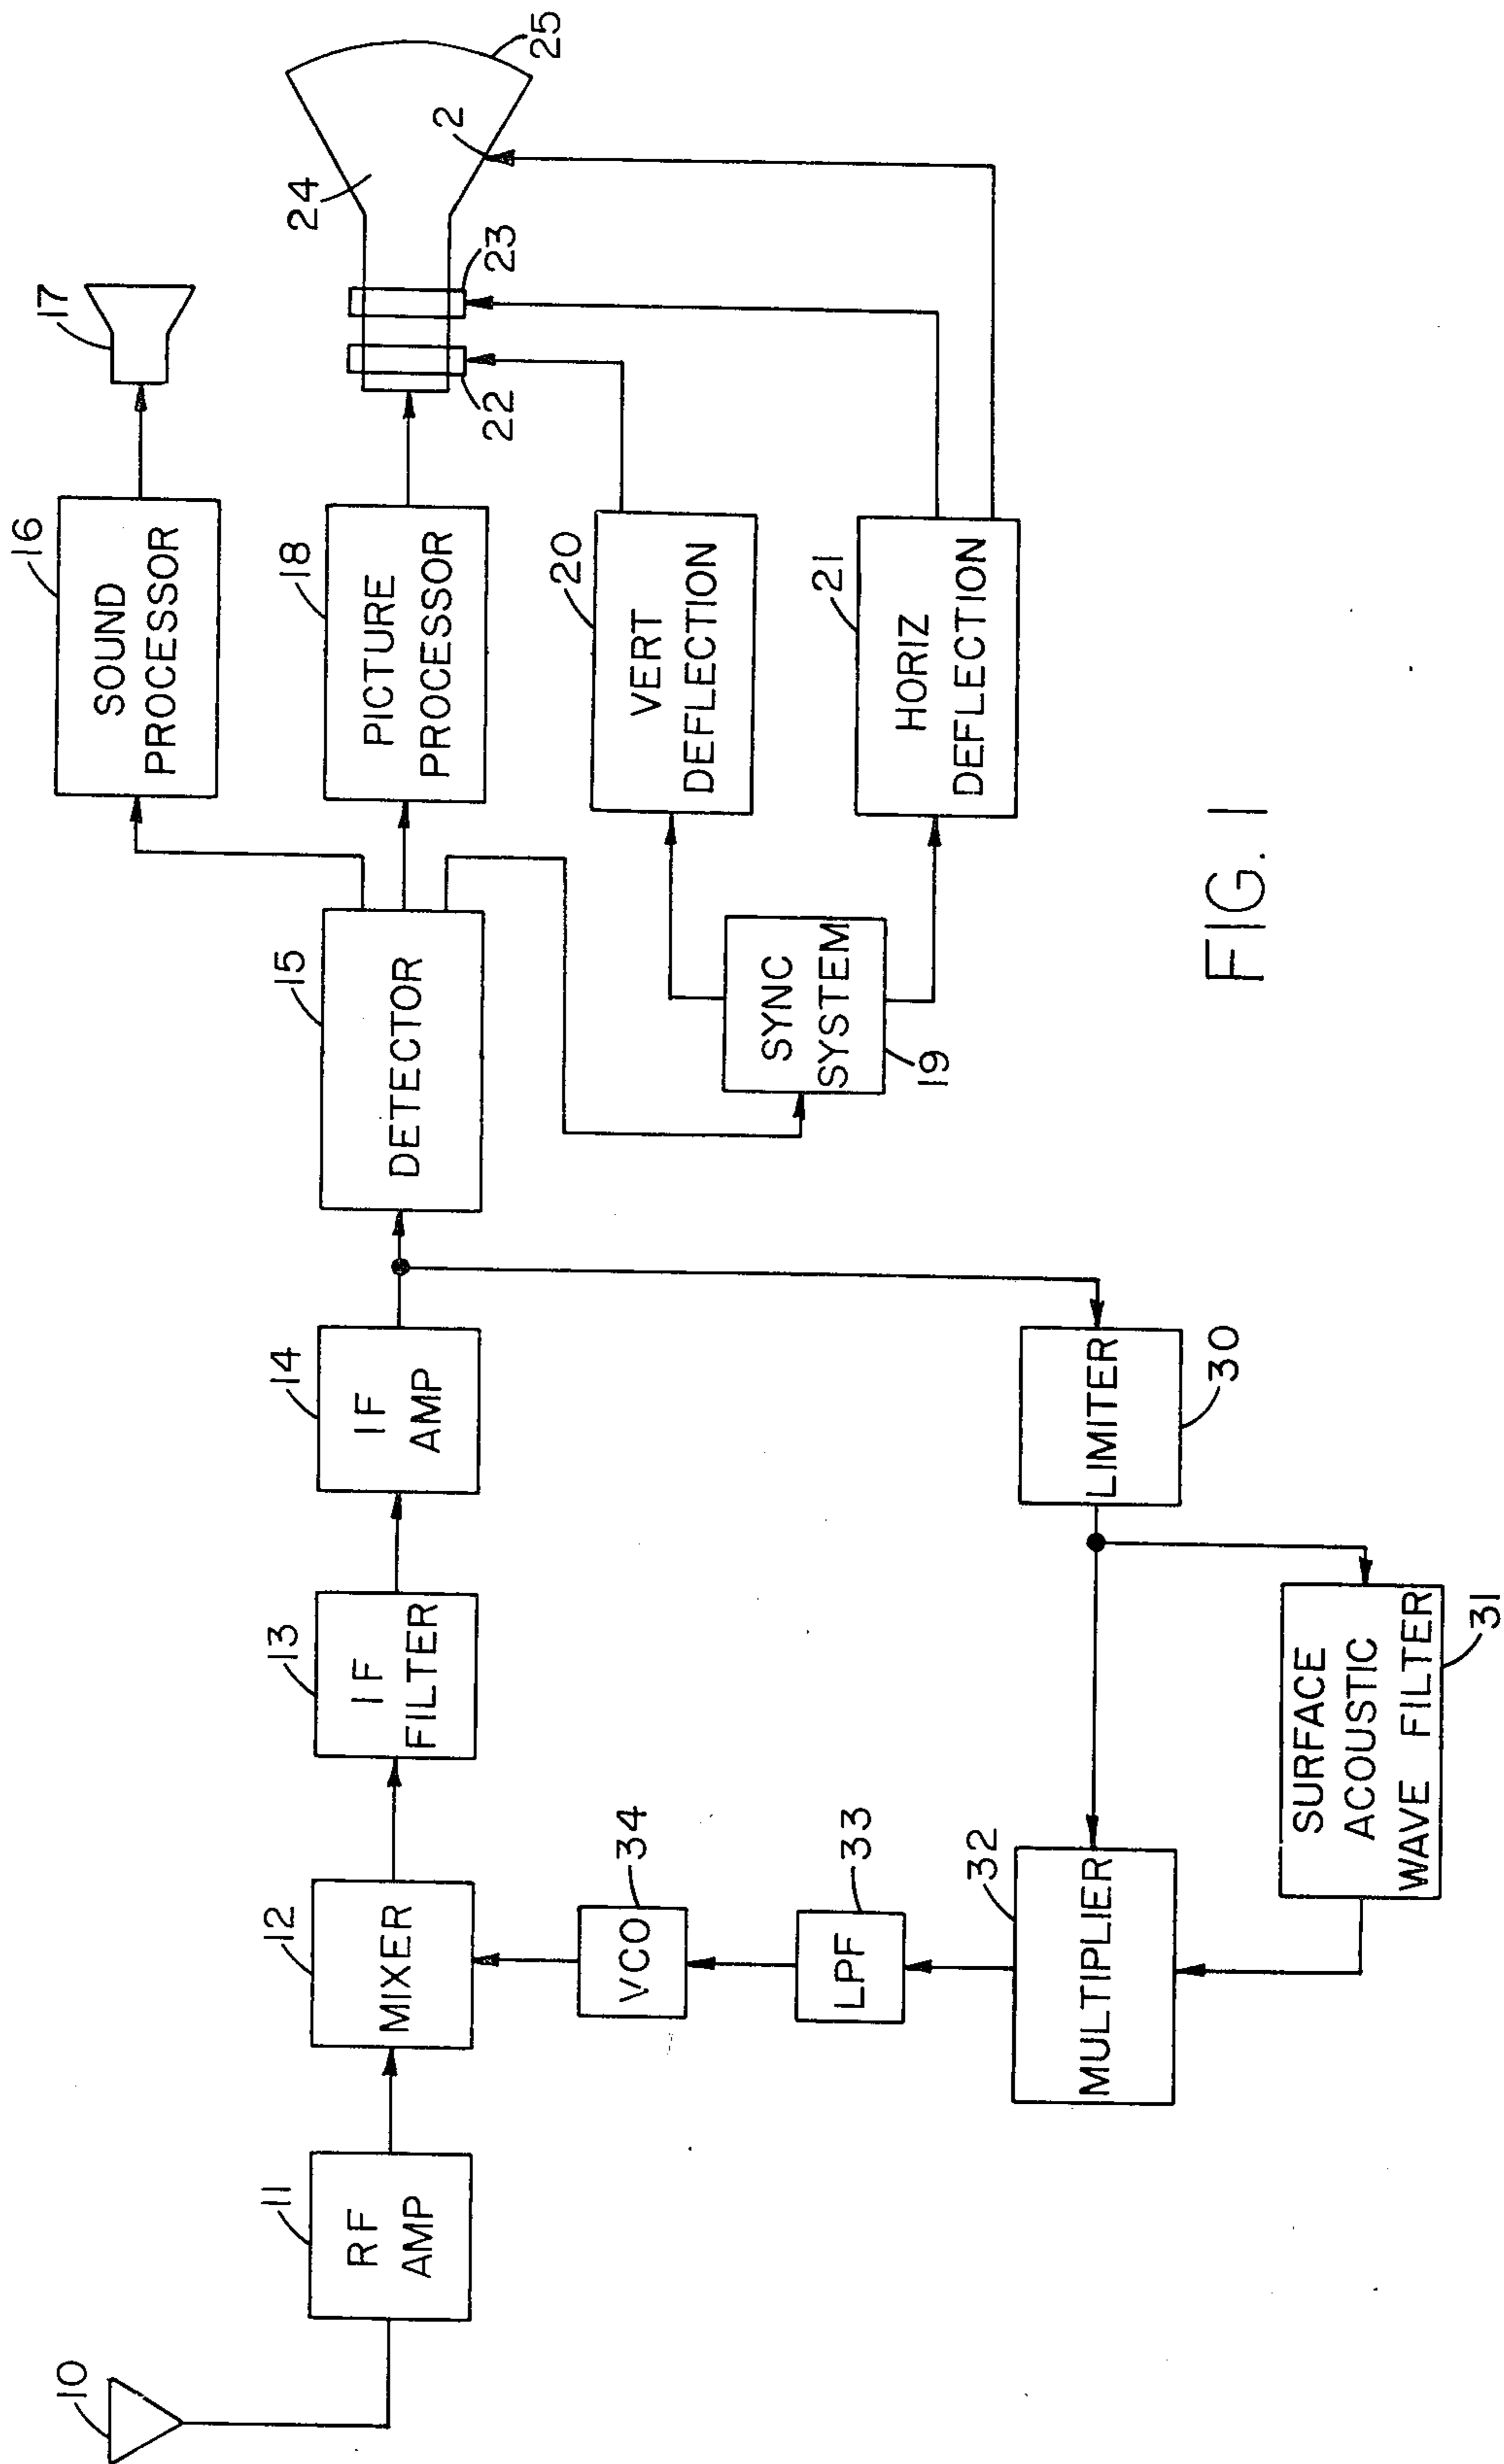 10
11
RF
AMP
12
MIXER
13
IF
FILTER
14
IF
AMP
15
DETECTOR
16
SOUND
PROCESSOR
17
18
PICTURE
PROCESSOR
19
SYNC
SYSTEM
20
VERT
DEFLECTION
21
HORIZ
DEFLECTION
22
23
24
2
25
30
LIMITER
31
SURFACE
ACOUSTIC
WAVE FILTER
32
MULTIPLIER
33
LPF
34
VCO
FIG. 1